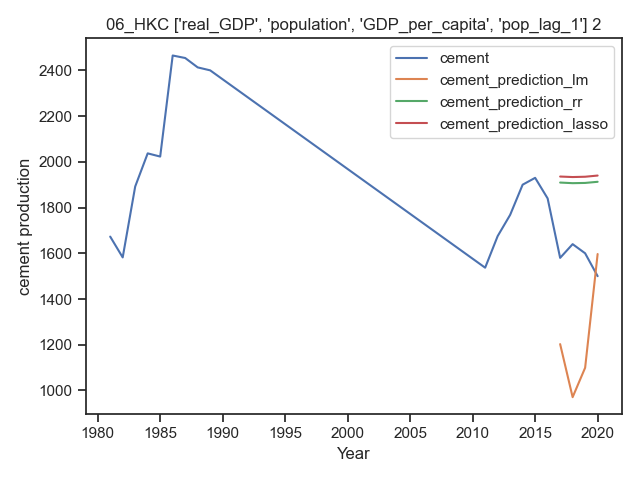 06_HKC ['real_GDP', 'population', 'GDP_per_capita', 'pop_lag_1'] 2
cement
cement_prediction_lm
cement_prediction_rr
cement_prediction_lasso
2400
2200
2000
1800
1600
1400
1200
1000
cement production
1980 1985 1990 1995 2000 2005 2010 2015 2020
Year